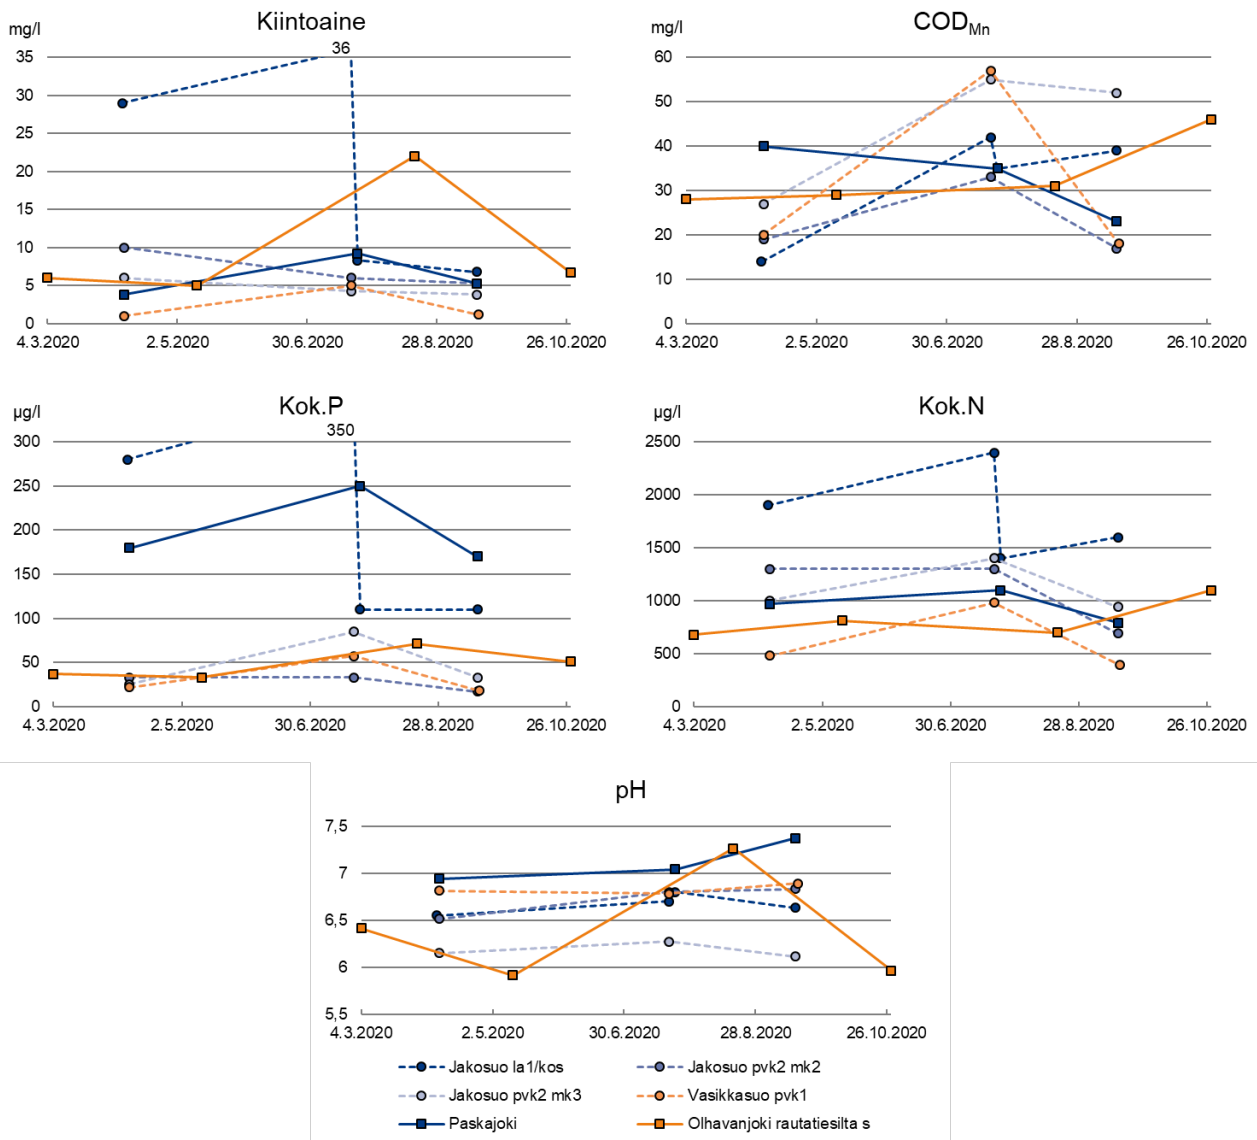 mg/l
Kiintoaine
36
35
30
25
20
15
10
5
0
4.3.2020 2.5.2020 30.6.2020 28.8.2020 26.10.2020
mg/l
COD_Mn
60
50
40
30
20
10
0
4.3.2020 2.5.2020 30.6.2020 28.8.2020 26.10.2020
µg/l
Kok.P
350
300
250
200
150
100
50
0
4.3.2020 2.5.2020 30.6.2020 28.8.2020 26.10.2020
µg/l
Kok.N
2500
2000
1500
1000
500
0
4.3.2020 2.5.2020 30.6.2020 28.8.2020 26.10.2020
pH
7,5
7
6,5
6
5,5
4.3.2020 2.5.2020 30.6.2020 28.8.2020 26.10.2020
Jakosuo la1/kos Jakosuo pvk2 mk2
Jakosuo pvk2 mk3 Vasikkasuo pvk1
Paskajoki Olhavanjoki rautatiesilta s